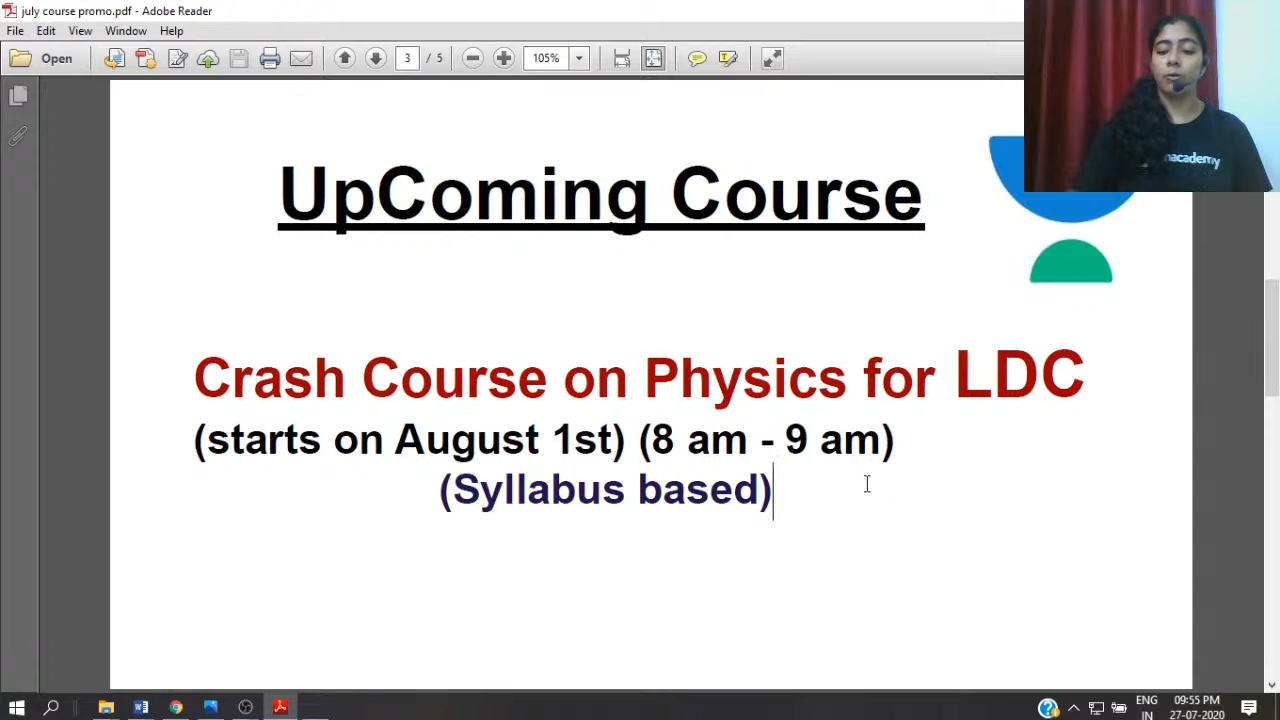 july course promo.pdf - Adobe Reader
File Edit View Window Help
Open 3 / 5 105%
nacademy
UpComing Course
Crash Course on Physics for LDC
(starts on August 1st) (8 am - 9 am)
(Syllabus based)
ENG 09:55 PM
IN 27-07-2020